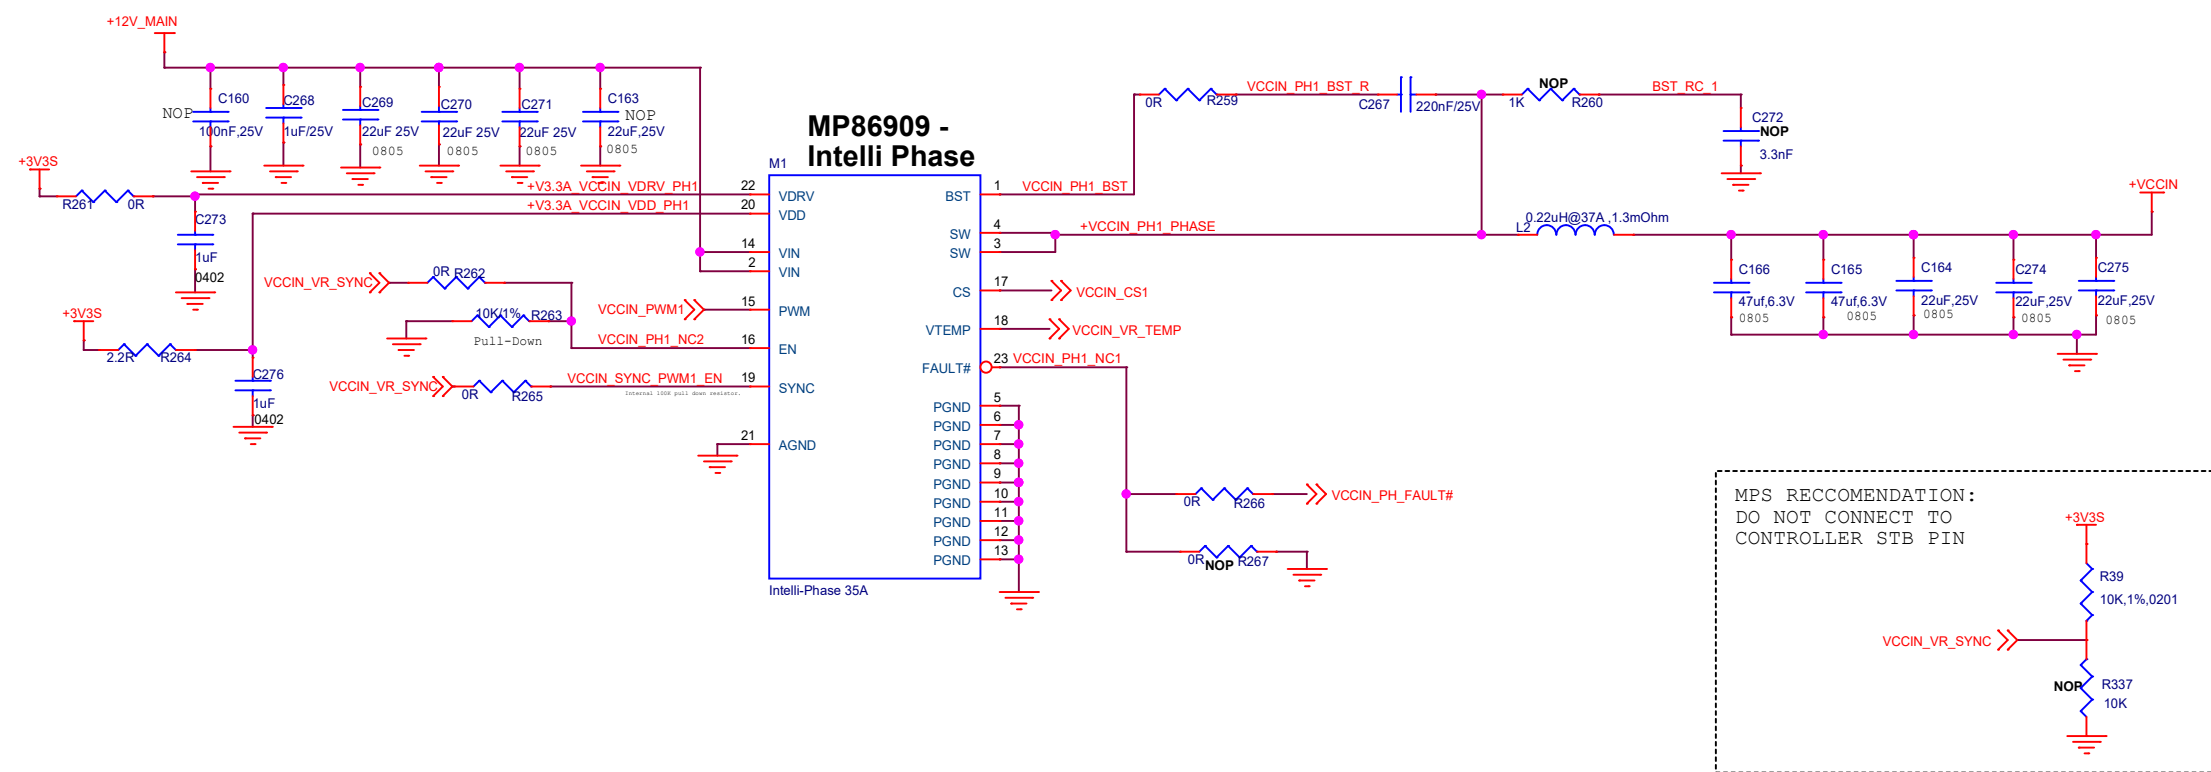 +12V_MAIN
NOP
C160
100nF,25V
C268
1uF/25V
C269
22uF 25V
0805
C270
22uF 25V
0805
C271
22uF 25V
0805
C163
NOP
22uF,25V
0805
+3V3S
R261
0R
C273
1uF
0402
+3V3S
2.2R
R264
C276
1uF
0402
VCCIN_VR_SYNC
0R
R262
10K/1%
R263
Pull-Down
VCCIN_VR_SYNC
0R
R265
+V3.3A_VCCIN_VDRV_PH1
+V3.3A_VCCIN_VDD_PH1
VCCIN_PWM1
VCCIN_PH1_NC2
VCCIN_SYNC_PWM1_EN
Internal 100K pull down resistor.
MP86909 -
Intelli Phase
M1
22
VDRV
20
VDD
14
VIN
2
VIN
15
PWM
16
EN
19
SYNC
21
AGND
BST
1
SW
4
SW
3
CS
17
VTEMP
18
FAULT#
23
PGND
5
PGND
6
PGND
7
PGND
8
PGND
9
PGND
10
PGND
11
PGND
12
PGND
13
Intelli-Phase 35A
VCCIN_PH1_BST
0R
R259
VCCIN_PH1_BST_R
C267
220nF/25V
NOP
1K
R260
BST_RC_1
C272
NOP
3.3nF
+VCCIN_PH1_PHASE
0.22uH@37A ,1.3mOhm
L2
+VCCIN
C166
47uf,6.3V
0805
C165
47uf,6.3V
0805
C164
22uF,25V
0805
C274
22uF,25V
0805
C275
22uF,25V
0805
VCCIN_CS1
VCCIN_VR_TEMP
VCCIN_PH1_NC1
0R
R266
VCCIN_PH_FAULT#
0R
NOP
R267
MPS RECCOMENDATION:
DO NOT CONNECT TO
CONTROLLER STB PIN
+3V3S
R39
10K,1%,0201
VCCIN_VR_SYNC
NOP
R337
10K